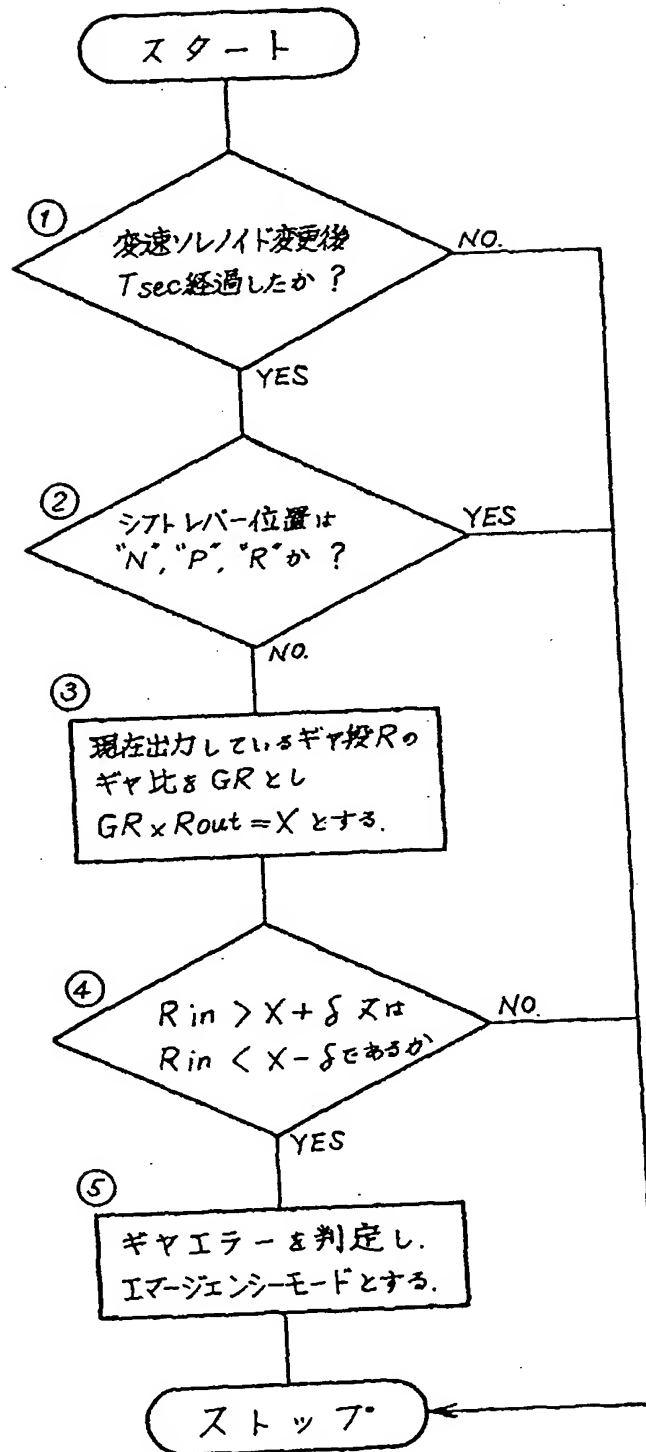 スタート
①
変速ソレノイド変更後
Tsec経過したか?
NO.
YES
②
シフトレバー位置は
"N","P","R"か?
YES
NO.
③
現在出力しているギヤ段Rの
ギヤ比をGRとし
GR×Rout=Xとする.
④
Rin>X+δ又は
Rin<X-δであるか
NO.
YES
⑤
ギヤエラーを判定し.
エマージェンシーモードとする.
ストップ